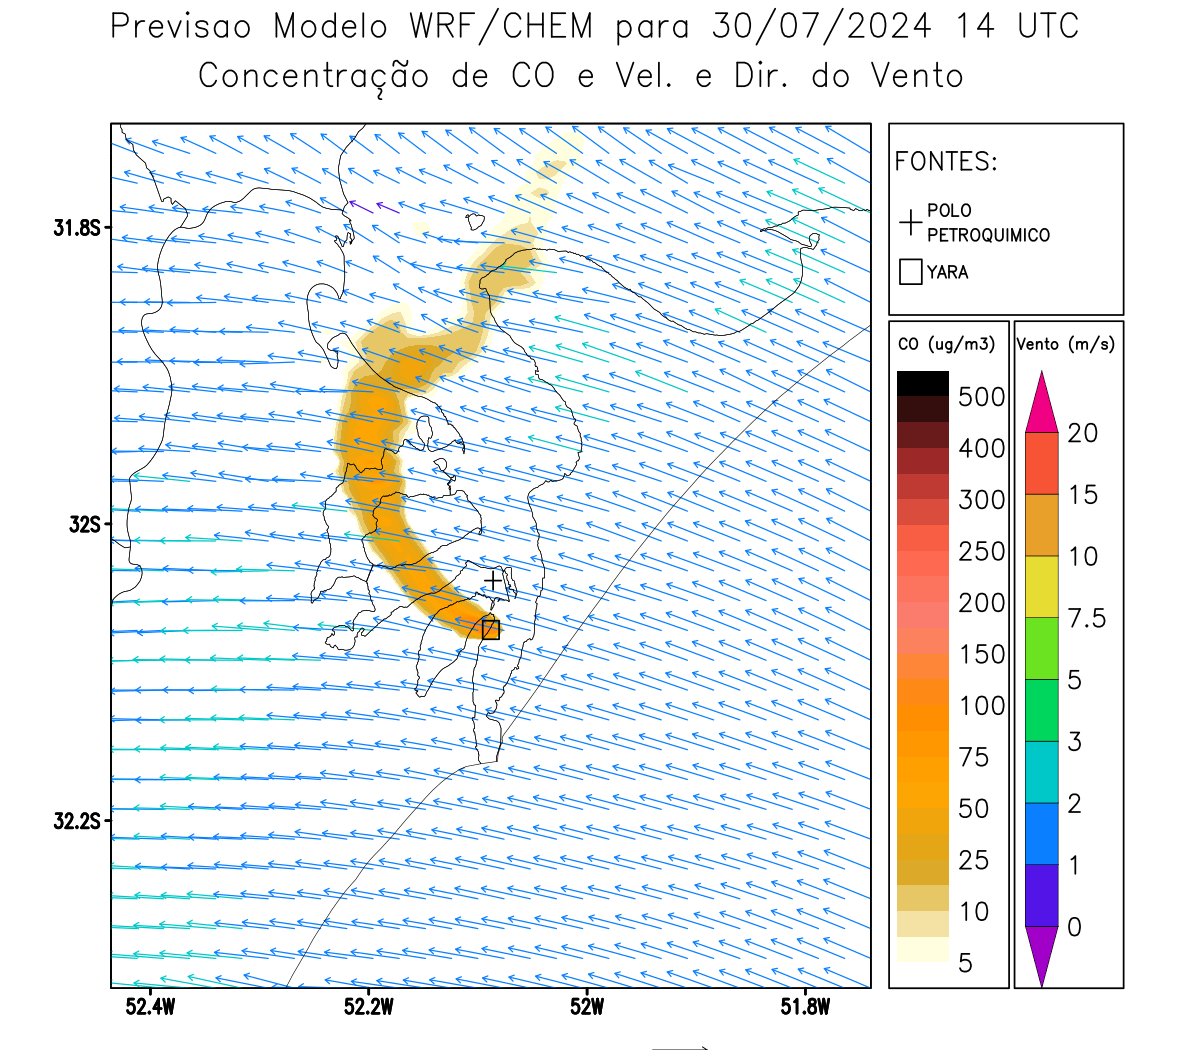 Previsao Modelo WRF/CHEM para 30/07/2024 14 UTC
Concentração de CO e Vel. e Dir. do Vento
FONTES:
POLO
PETROQUIMICO
YARA
31.8S
32S
32.2S
52.4W
52.2W
52W
51.8W
CO (ug/m3)
500
400
300
250
200
150
100
75
50
25
10
5
Vento (m/s)
20
15
10
7.5
5
3
2
1
0